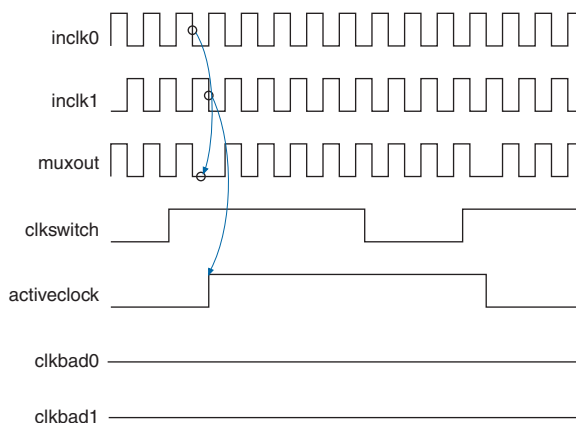 inclk0
inclk1
muxout
clkswitch
activeclock
clkbad0
clkbad1